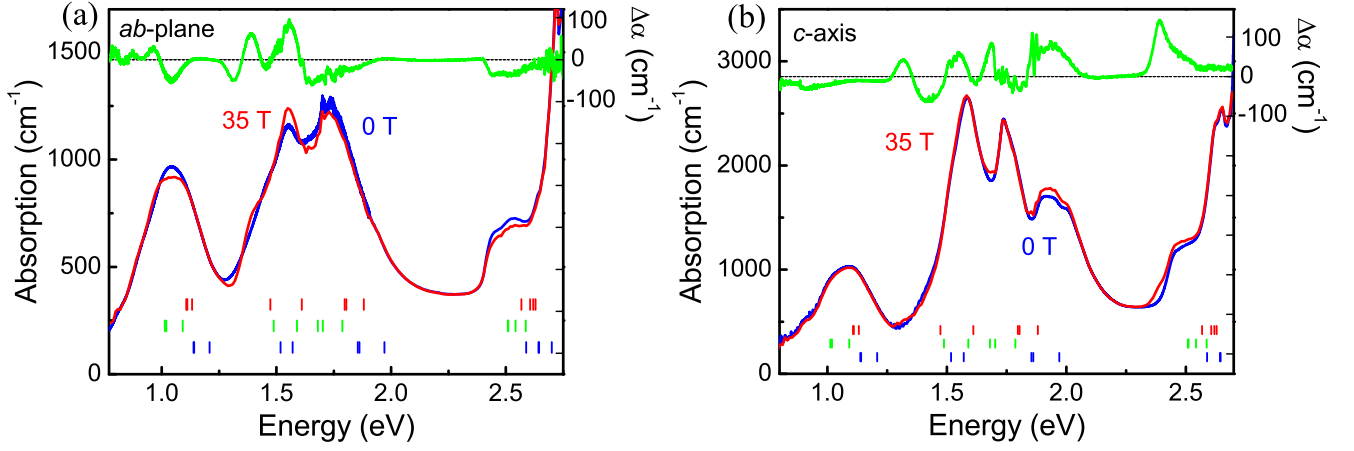 (a)
ab-plane
35 T
0 T
1500
1000
500
0
100
0
-100
Absorption (cm-1)
Δα (cm-1)
1.0 1.5 2.0 2.5
Energy (eV)
(b)
c-axis
35 T
0 T
3000
2000
1000
0
100
0
-100
Absorption (cm-1)
Δα (cm-1)
1.0 1.5 2.0 2.5
Energy (eV)